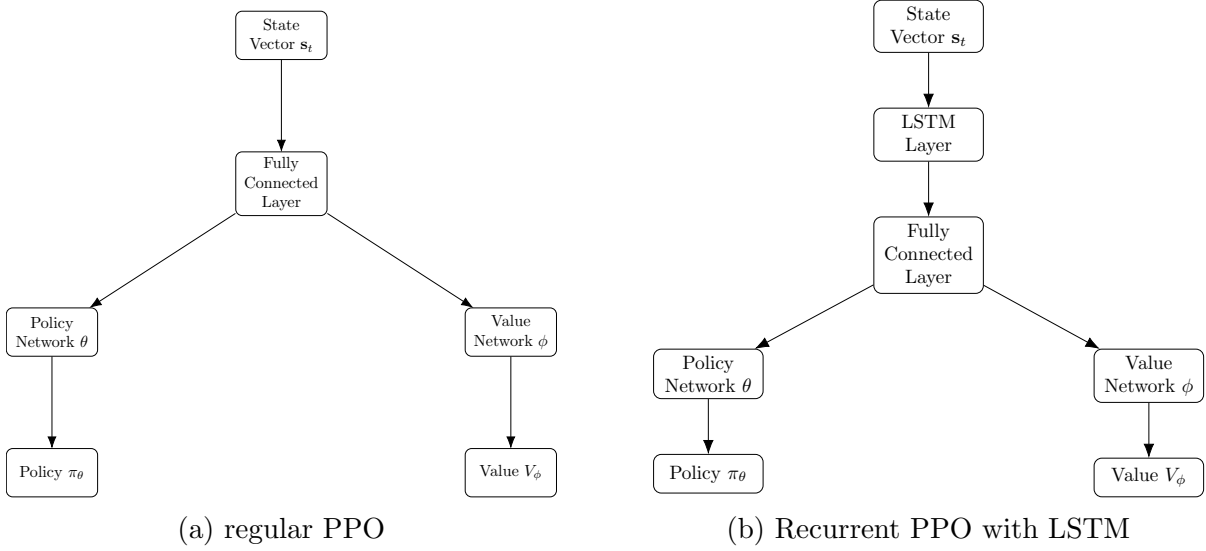 State
Vector s_t
Fully
Connected
Layer
Policy
Network θ
Value
Network ϕ
Policy π_θ
Value V_ϕ
(a) regular PPO
State
Vector s_t
LSTM
Layer
Fully
Connected
Layer
Policy
Network θ
Value
Network ϕ
Policy π_θ
Value V_ϕ
(b) Recurrent PPO with LSTM